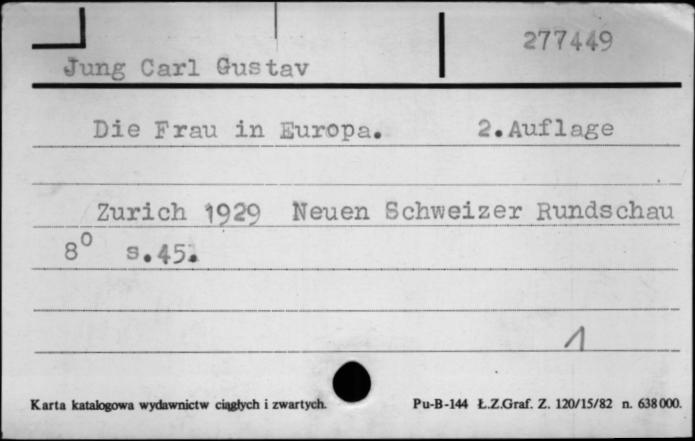 277449
Jung Carl Gustav
Die Frau in Europa. 2.Auflage
Zurich 1929 Neuen Schweizer Rundschau
8° s.45.
1
Karta katalogowa wydawnictw ciągłych i zwartych. Pu-B-144 Ł.Z.Graf. Z. 120/15/82 n. 638000.